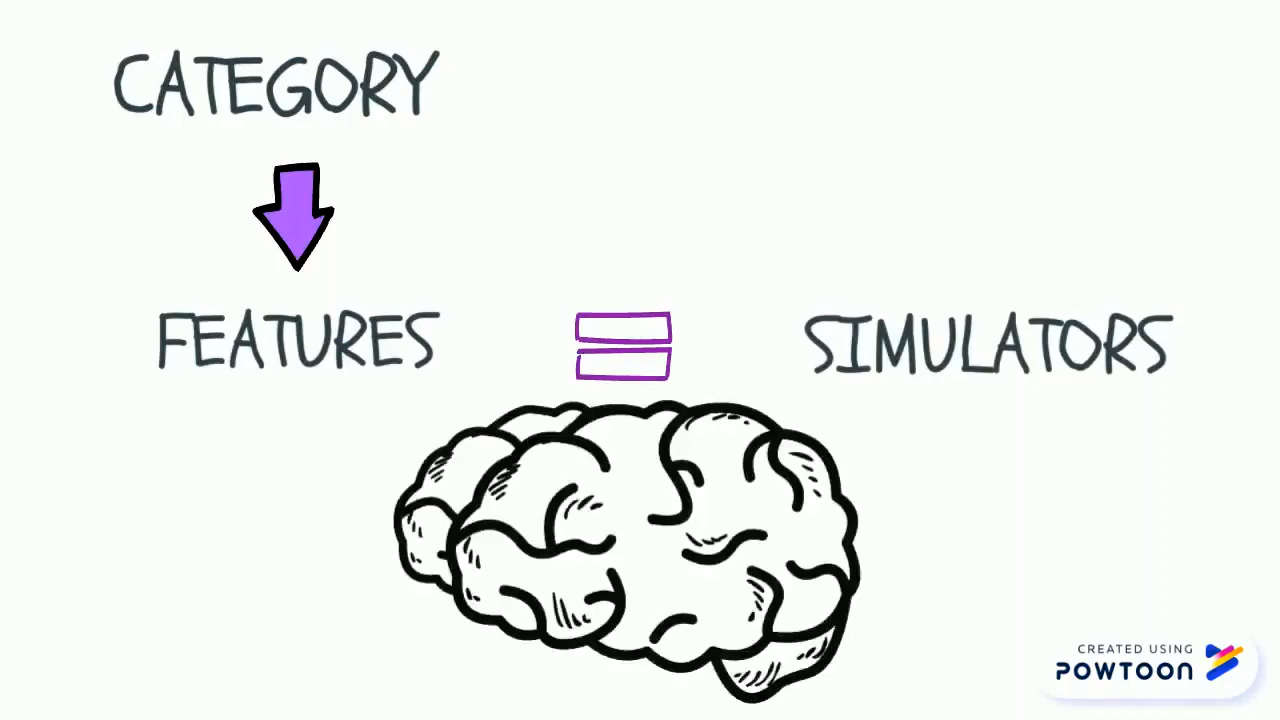 CATEGORY
FEATURES
SIMULATORS
CREATED USING
POWTOON